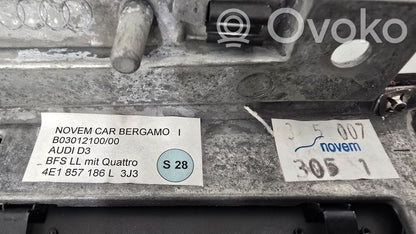 Ovoko
NOVEM CAR BERGAMO I
B03012100/00
AUDI D3
BFS LL mit Quattro
4E1 857 186 L 3J3
S 28
007
novem
305 1